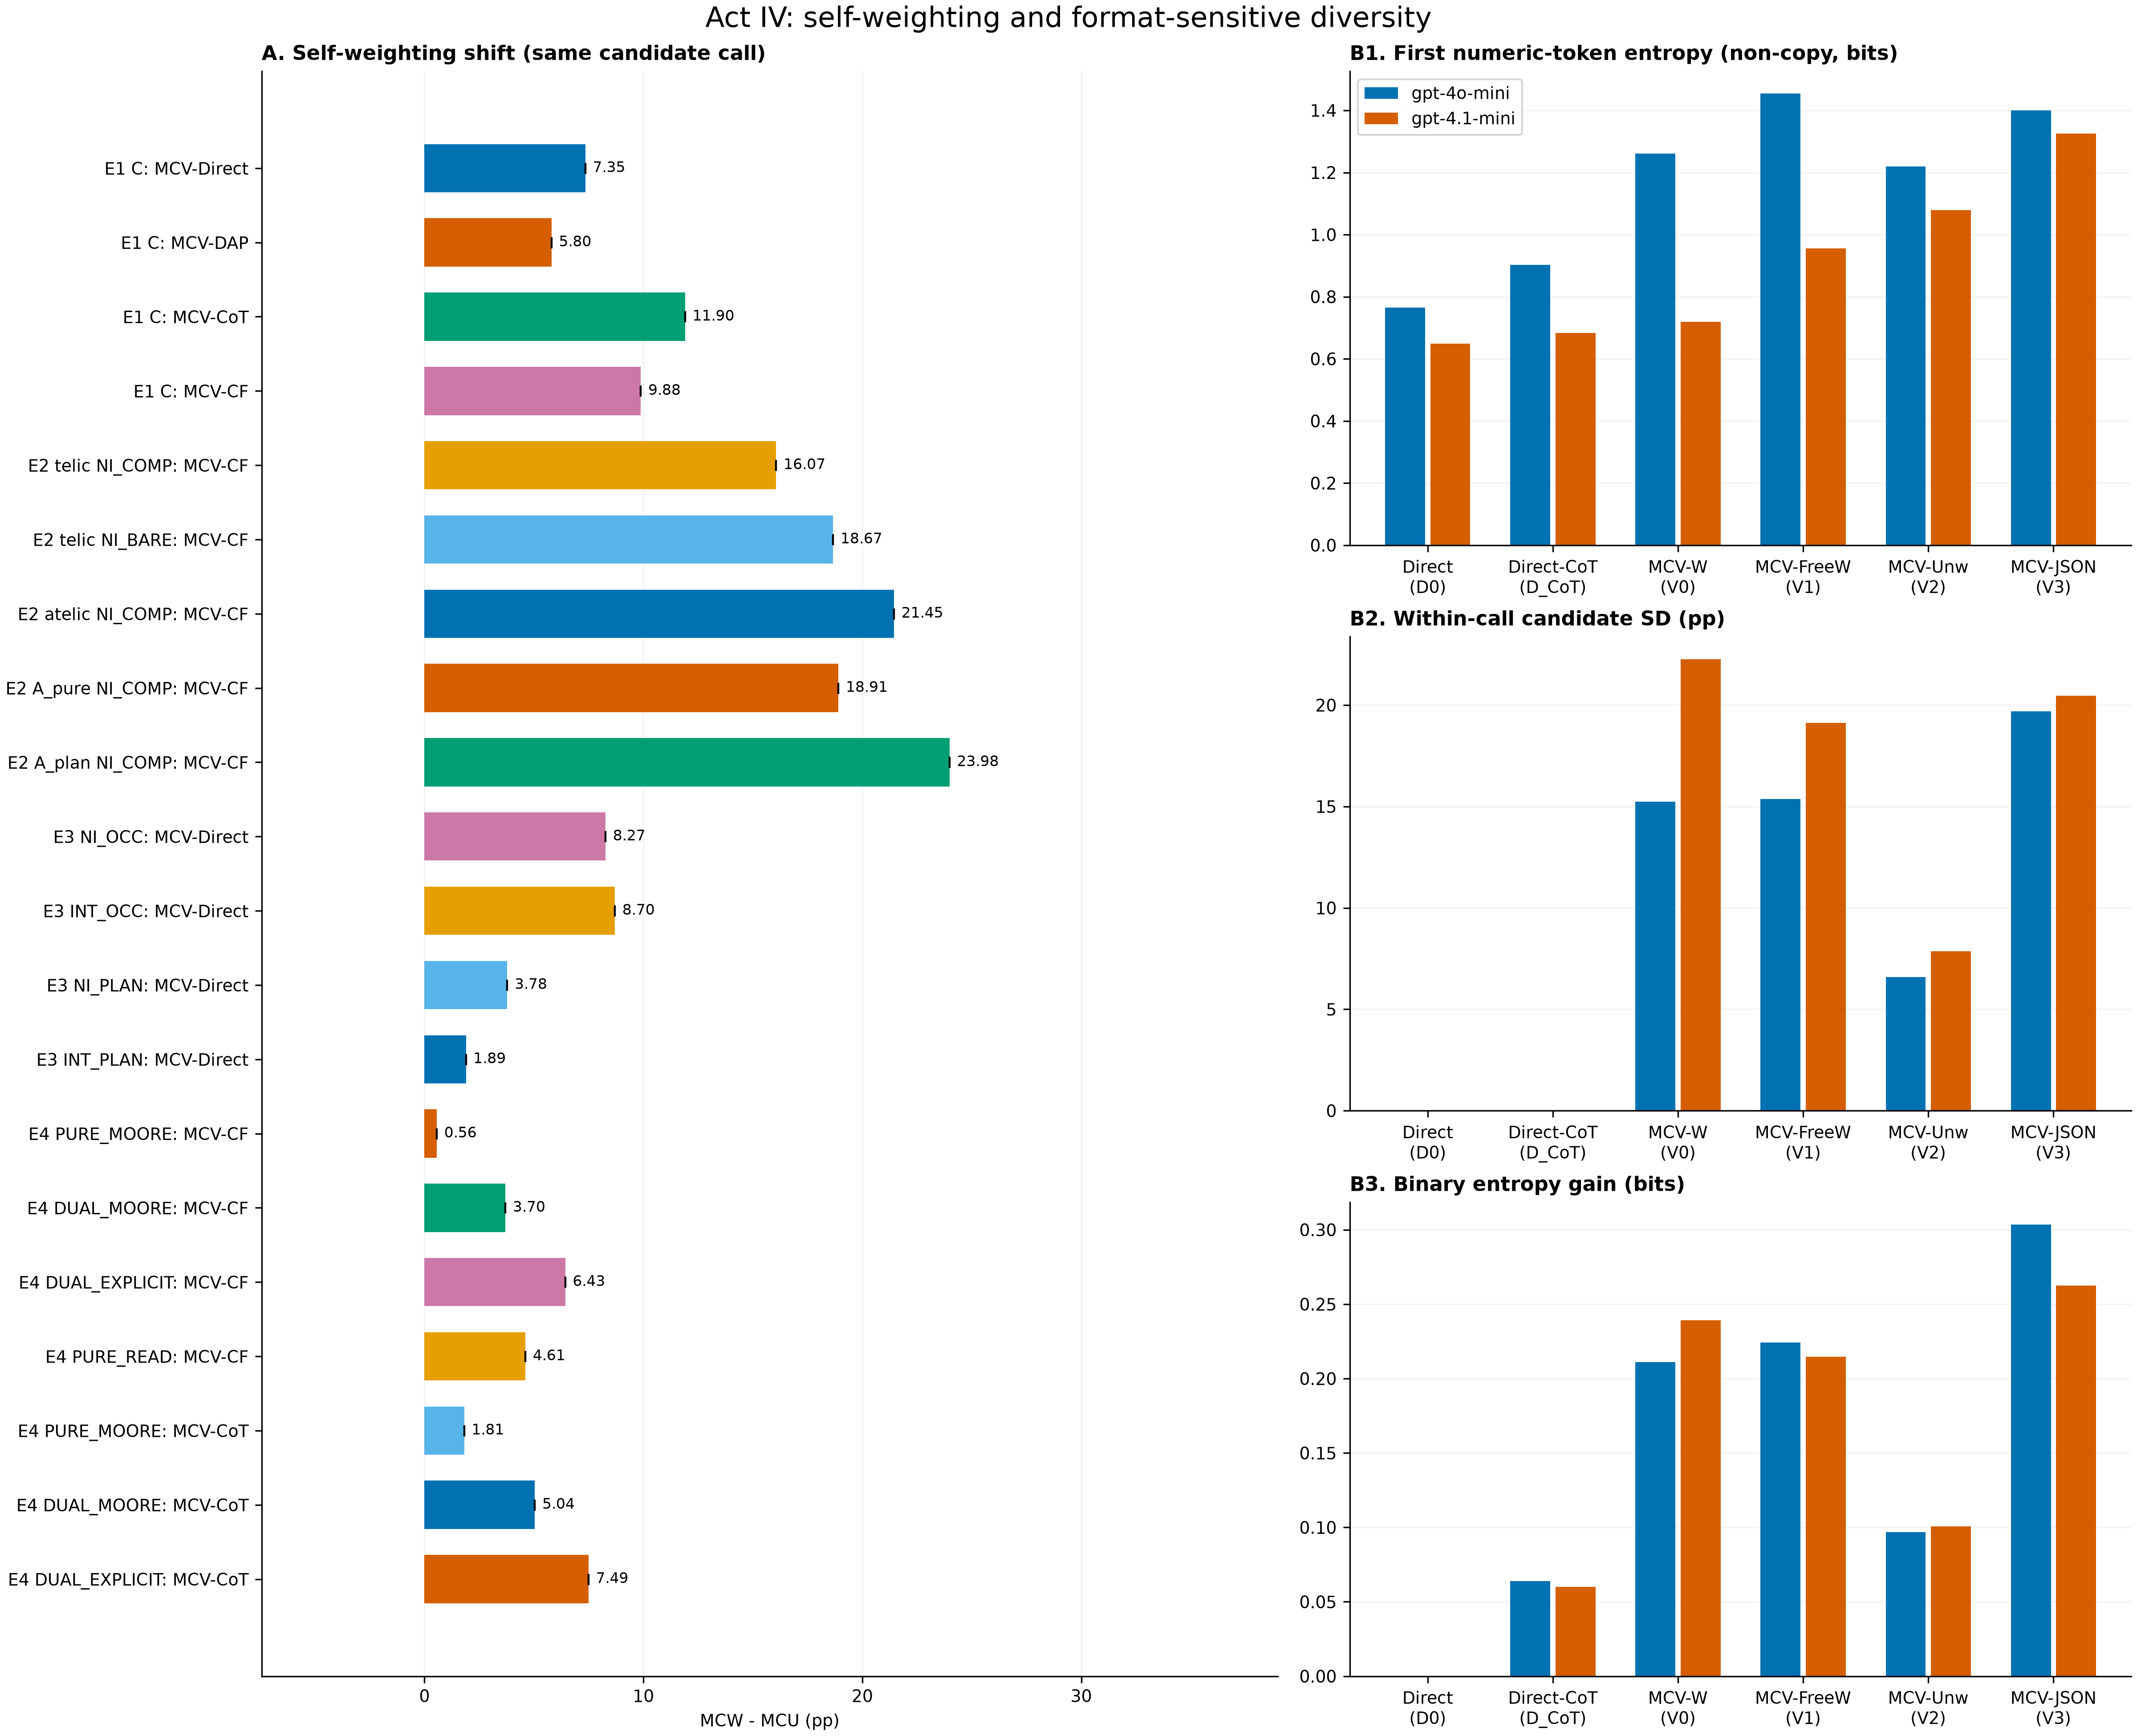 Act IV: self-weighting and format-sensitive diversity
A. Self-weighting shift (same candidate call)
E1 C: MCV-Direct
7.35
E1 C: MCV-DAP
5.80
E1 C: MCV-CoT
11.90
E1 C: MCV-CF
9.88
E2 telic NI_COMP: MCV-CF
16.07
E2 telic NI_BARE: MCV-CF
18.67
E2 atelic NI_COMP: MCV-CF
21.45
E2 A_pure NI_COMP: MCV-CF
18.91
E2 A_plan NI_COMP: MCV-CF
23.98
E3 NI_OCC: MCV-Direct
8.27
E3 INT_OCC: MCV-Direct
8.70
E3 NI_PLAN: MCV-Direct
3.78
E3 INT_PLAN: MCV-Direct
1.89
E4 PURE_MOORE: MCV-CF
0.56
E4 DUAL_MOORE: MCV-CF
3.70
E4 DUAL_EXPLICIT: MCV-CF
6.43
E4 PURE_READ: MCV-CF
4.61
E4 PURE_MOORE: MCV-CoT
1.81
E4 DUAL_MOORE: MCV-CoT
5.04
E4 DUAL_EXPLICIT: MCV-CoT
7.49
0 10 20 30
MCW - MCU (pp)
B1. First numeric-token entropy (non-copy, bits)
gpt-4o-mini
gpt-4.1-mini
1.4
1.2
1.0
0.8
0.6
0.4
0.2
0.0
Direct Direct-CoT MCV-W MCV-FreeW MCV-Unw MCV-JSON
(D0) (D_CoT) (V0) (V1) (V2) (V3)
B2. Within-call candidate SD (pp)
20
15
10
5
0
Direct Direct-CoT MCV-W MCV-FreeW MCV-Unw MCV-JSON
(D0) (D_CoT) (V0) (V1) (V2) (V3)
B3. Binary entropy gain (bits)
0.30
0.25
0.20
0.15
0.10
0.05
0.00
Direct Direct-CoT MCV-W MCV-FreeW MCV-Unw MCV-JSON
(D0) (D_CoT) (V0) (V1) (V2) (V3)